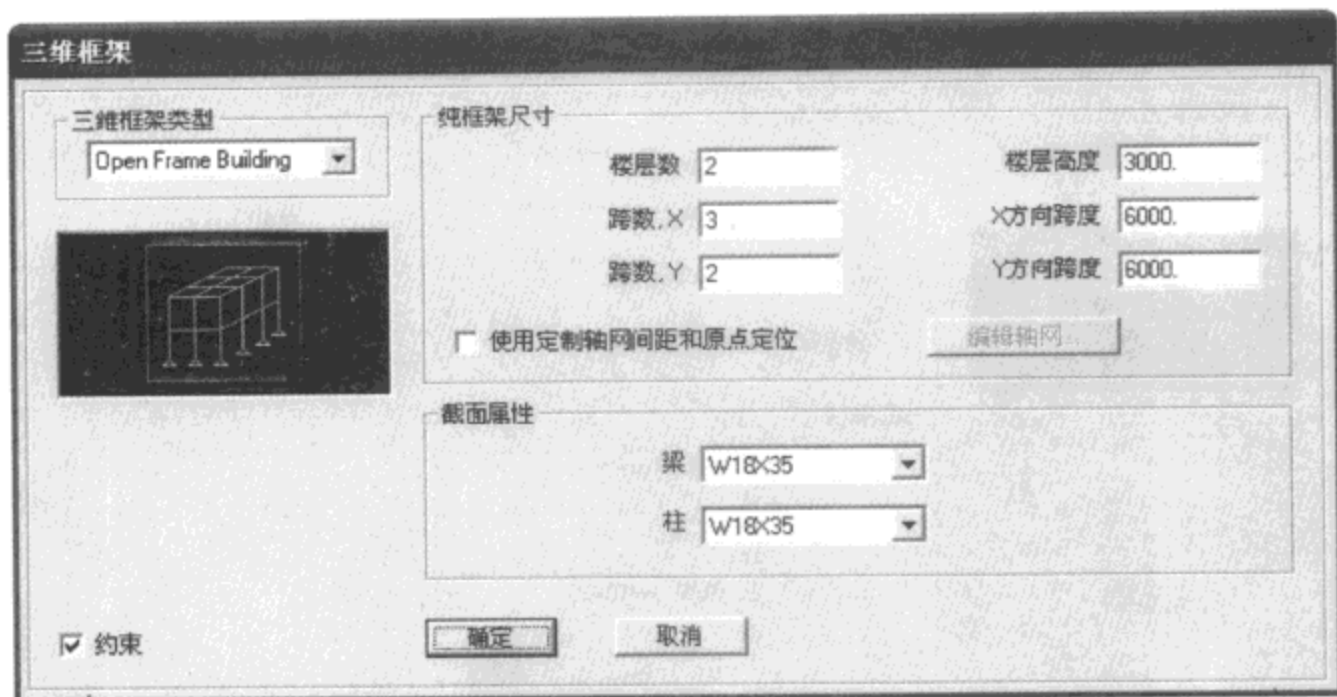 三维框架
三維框架类型
Open Frame Building
纯框架尺寸
楼层数 2
楼层高度 3000.
跨数,X 3
X方向跨度 6000.
跨数,Y 2
Y方向跨度 6000.
使用定制轴网间距和原点定位
编辑轴网...
截面属性
梁 W18X35
柱 W18X35
约束
确定
取消